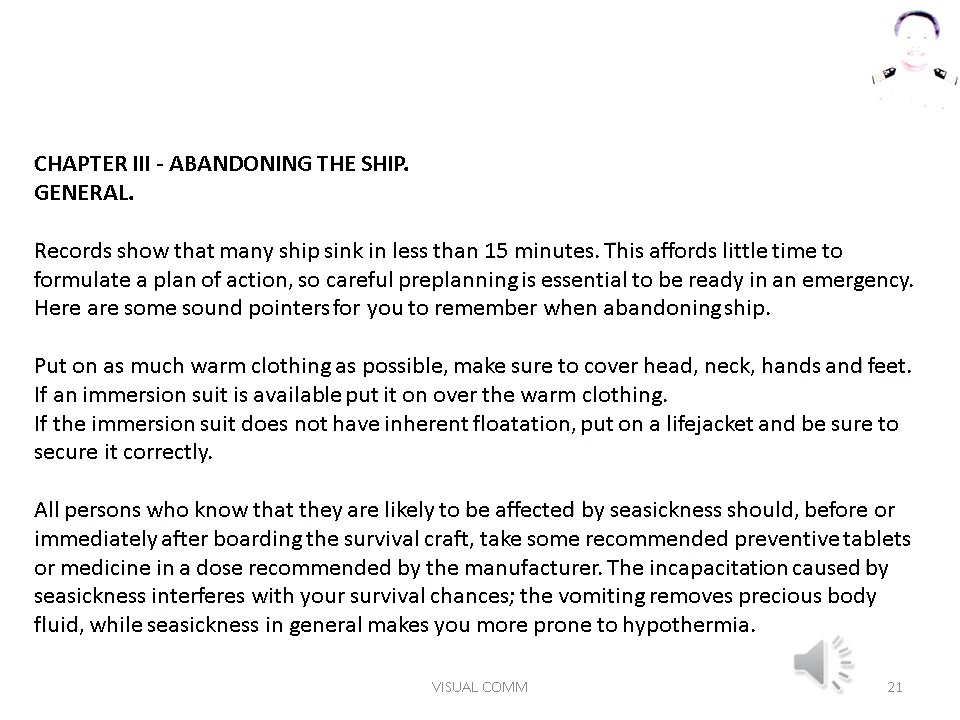 CHAPTER III - ABANDONING THE SHIP.
GENERAL.
Records show that many ship sink in less than 15 minutes. This affords little time to
formulate a plan of action, so careful preplanning is essential to be ready in an emergency.
Here are some sound pointers for you to remember when abandoning ship.
Put on as much warm clothing as possible, make sure to cover head, neck, hands and feet.
If an immersion suit is available put it on over the warm clothing.
If the immersion suit does not have inherent floatation, put on a lifejacket and be sure to
secure it correctly.
All persons who know that they are likely to be affected by seasickness should, before or
immediately after boarding the survival craft, take some recommended preventive tablets
or medicine in a dose recommended by the manufacturer. The incapacitation caused by
seasickness interferes with your survival chances; the vomiting removes precious body
fluid, while seasickness in general makes you more prone to hypothermia.
VISUAL COMM
21